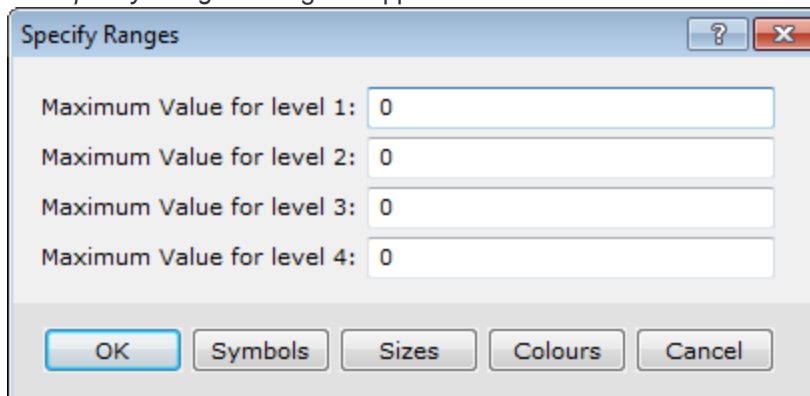 Specify Ranges
Maximum Value for level 1: 0
Maximum Value for level 2: 0
Maximum Value for level 3: 0
Maximum Value for level 4: 0
OK Symbols Sizes Colours Cancel